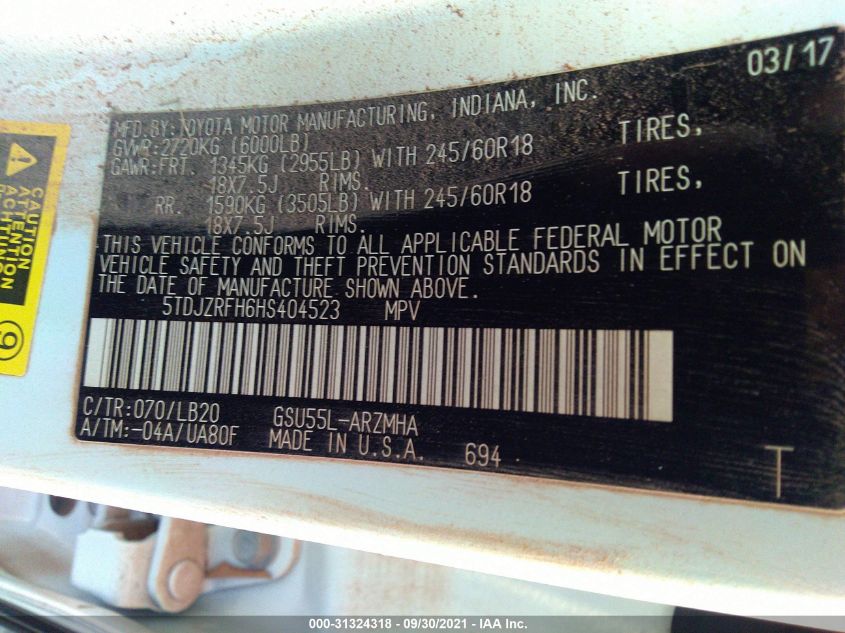 03/17
MFD.BY:TOYOTA MOTOR MANUFACTURING, INDIANA, INC.
GVWR:2720KG (6000LB)
GAWR:FRT. 1345KG (2955LB) WITH 245/60R18 TIRES,
18X7.5J RIMS.
RR. 1590KG (3505LB) WITH 245/60R18 TIRES,
18X7.5J RIMS.
THIS VEHICLE CONFORMS TO ALL APPLICABLE FEDERAL MOTOR
VEHICLE SAFETY AND THEFT PREVENTION STANDARDS IN EFFECT ON
THE DATE OF MANUFACTURE SHOWN ABOVE.
5TDJZRFH6HS404523 MPV
C/TR:070/LB20 GSU55L-ARZMHA
A/TM:-04A/UA80F MADE IN U.S.A. 694
T
CAUTION
ATTENTION
ACHTUNG
9
000-31324318 - 09/30/2021 - IAA Inc.